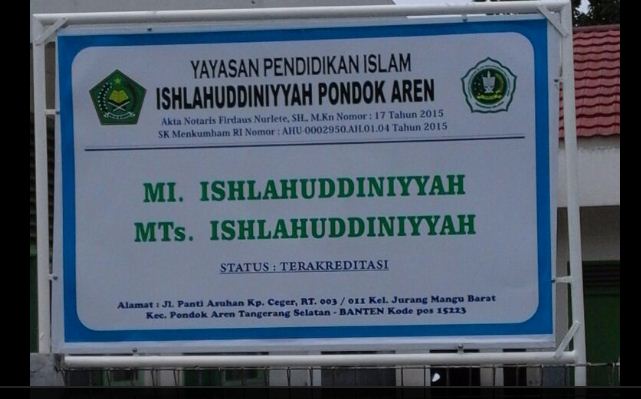 YAYASAN PENDIDIKAN ISLAM
ISHLAHUDDINIYYAH PONDOK AREN
Akta Notaris Firdaus Nurlete, SH., M.Kn Nomor : 17 Tahun 2015
SK Menkumham RI Nomor : AHU-0002950.AH.01.04 Tahun 2015
MI. ISHLAHUDDINIYYAH
MTs. ISHLAHUDDINIYYAH
STATUS : TERAKREDITASI
Alamat : Jl. Panti Asuhan Kp. Ceger, RT. 003 / 011 Kel. Jurang Mangu Barat
Kec. Pondok Aren Tangerang Selatan - BANTEN Kode pos 15223